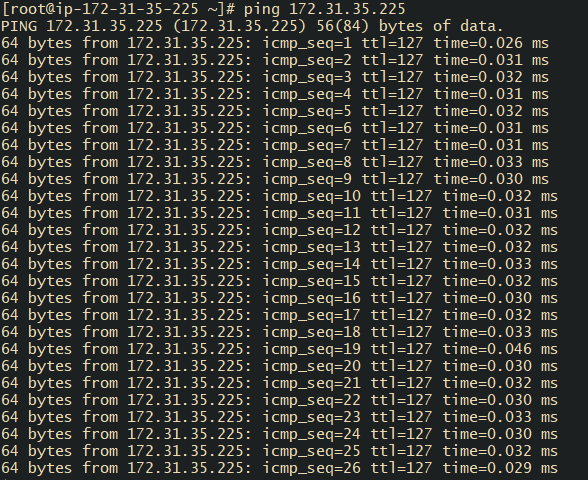 [root@ip-172-31-35-225 ~]# ping 172.31.35.225
PING 172.31.35.225 (172.31.35.225) 56(84) bytes of data.
64 bytes from 172.31.35.225: icmp_seq=1 ttl=127 time=0.026 ms
64 bytes from 172.31.35.225: icmp_seq=2 ttl=127 time=0.031 ms
64 bytes from 172.31.35.225: icmp_seq=3 ttl=127 time=0.032 ms
64 bytes from 172.31.35.225: icmp_seq=4 ttl=127 time=0.031 ms
64 bytes from 172.31.35.225: icmp_seq=5 ttl=127 time=0.032 ms
64 bytes from 172.31.35.225: icmp_seq=6 ttl=127 time=0.031 ms
64 bytes from 172.31.35.225: icmp_seq=7 ttl=127 time=0.031 ms
64 bytes from 172.31.35.225: icmp_seq=8 ttl=127 time=0.033 ms
64 bytes from 172.31.35.225: icmp_seq=9 ttl=127 time=0.030 ms
64 bytes from 172.31.35.225: icmp_seq=10 ttl=127 time=0.032 ms
64 bytes from 172.31.35.225: icmp_seq=11 ttl=127 time=0.031 ms
64 bytes from 172.31.35.225: icmp_seq=12 ttl=127 time=0.032 ms
64 bytes from 172.31.35.225: icmp_seq=13 ttl=127 time=0.032 ms
64 bytes from 172.31.35.225: icmp_seq=14 ttl=127 time=0.033 ms
64 bytes from 172.31.35.225: icmp_seq=15 ttl=127 time=0.032 ms
64 bytes from 172.31.35.225: icmp_seq=16 ttl=127 time=0.030 ms
64 bytes from 172.31.35.225: icmp_seq=17 ttl=127 time=0.032 ms
64 bytes from 172.31.35.225: icmp_seq=18 ttl=127 time=0.033 ms
64 bytes from 172.31.35.225: icmp_seq=19 ttl=127 time=0.046 ms
64 bytes from 172.31.35.225: icmp_seq=20 ttl=127 time=0.030 ms
64 bytes from 172.31.35.225: icmp_seq=21 ttl=127 time=0.032 ms
64 bytes from 172.31.35.225: icmp_seq=22 ttl=127 time=0.030 ms
64 bytes from 172.31.35.225: icmp_seq=23 ttl=127 time=0.033 ms
64 bytes from 172.31.35.225: icmp_seq=24 ttl=127 time=0.030 ms
64 bytes from 172.31.35.225: icmp_seq=25 ttl=127 time=0.032 ms
64 bytes from 172.31.35.225: icmp_seq=26 ttl=127 time=0.029 ms